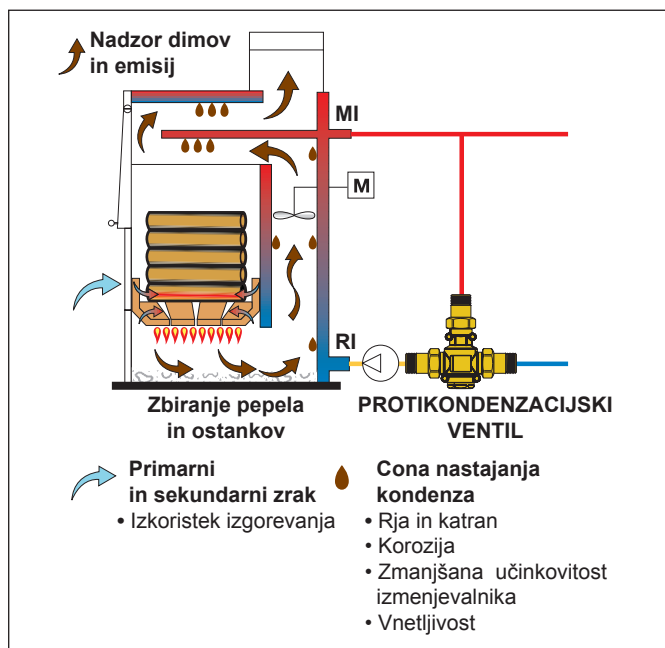 Nadzor dimov
in emisij
MI
M
RI
Zbiranje pepela
in ostankov
PROTIKONDENZACIJSKI
VENTIL
Primarni
in sekundarni zrak
• Izkoristek izgorevanja
Cona nastajanja
kondenza
• Rja in katran
• Korozija
• Zmanjšana učinkovitost
izmenjevalnika
• Vnetljivost